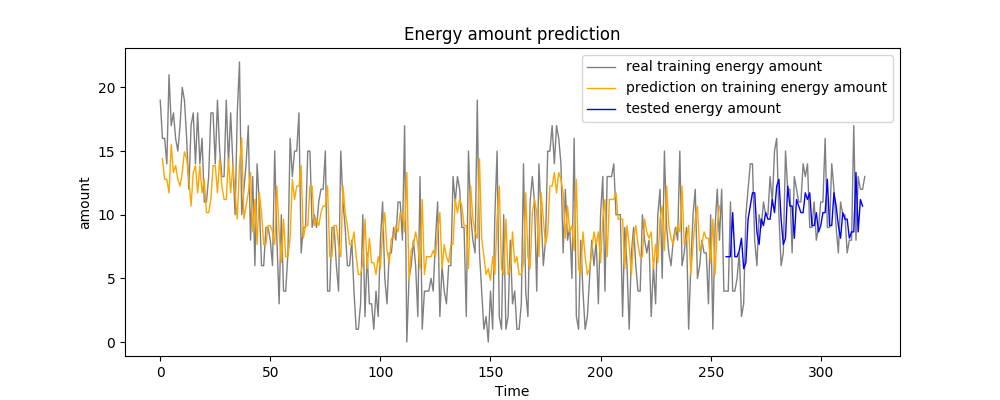 Energy amount prediction
real training energy amount
prediction on training energy amount
tested energy amount
20
15
10
5
0
amount
0 50 100 150 200 250 300
Time